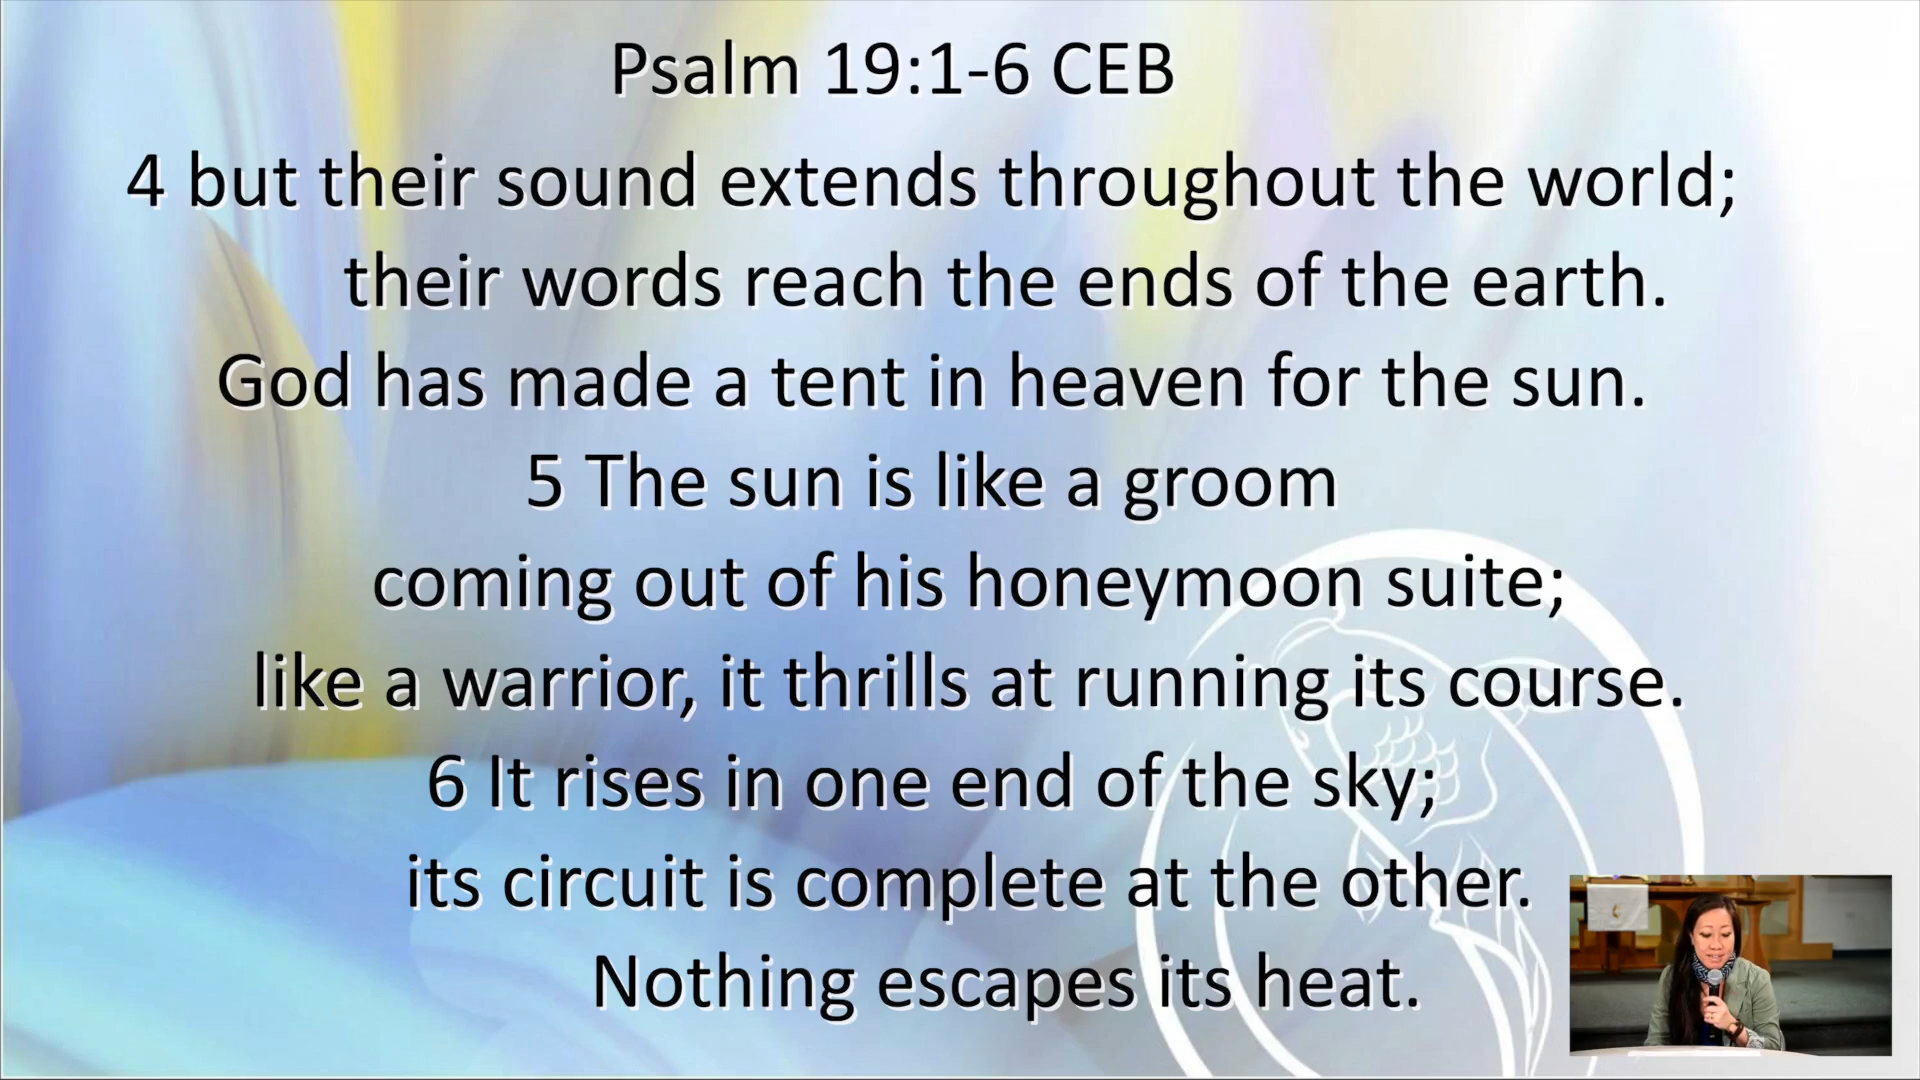 Psalm 19:1-6 CEB
4 but their sound extends throughout the world;
their words reach the ends of the earth.
God has made a tent in heaven for the sun.
5 The sun is like a groom
coming out of his honeymoon suite;
like a warrior, it thrills at running its course.
6 It rises in one end of the sky;
its circuit is complete at the other.
Nothing escapes its heat.